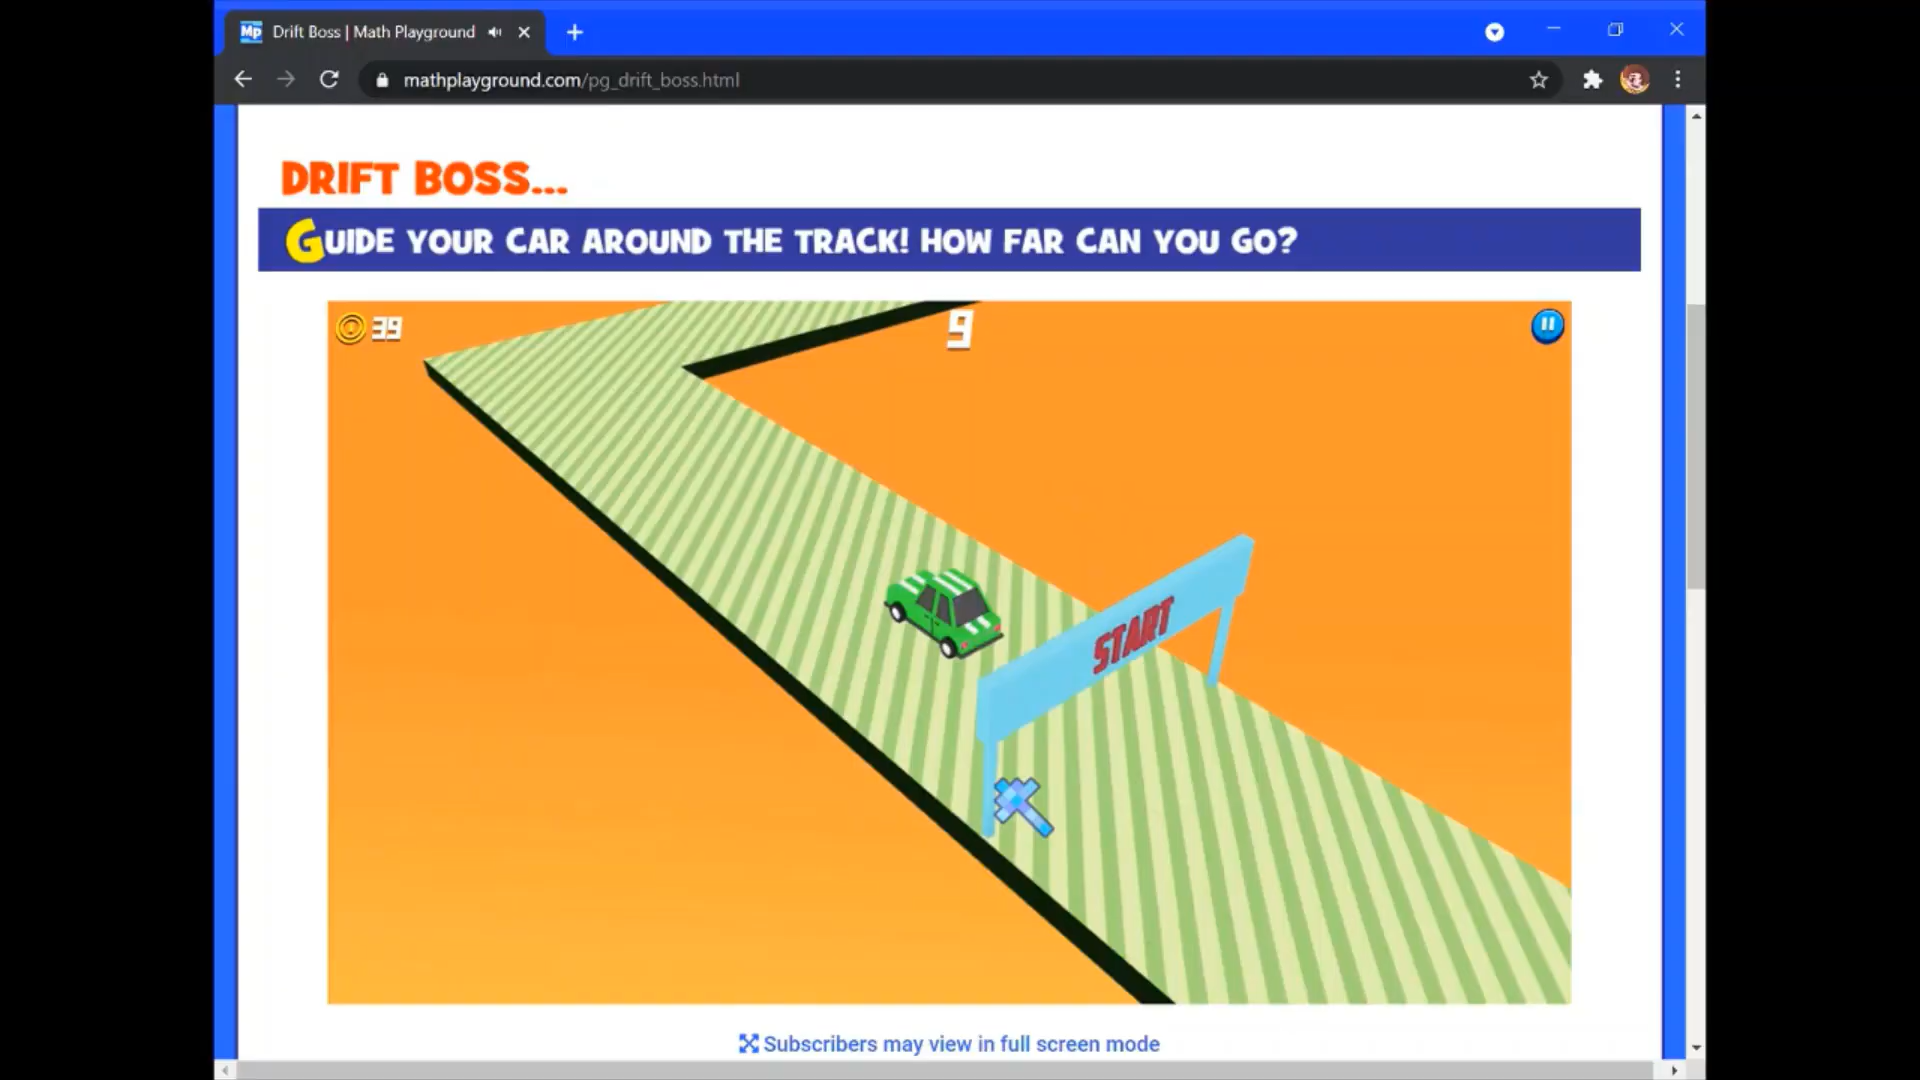 Mp Drift Boss | Math Playground
mathplayground.com/pg_drift_boss.html
DRIFT BOSS...
GUIDE YOUR CAR AROUND THE TRACK! HOW FAR CAN YOU GO?
39
9
START
Subscribers may view in full screen mode